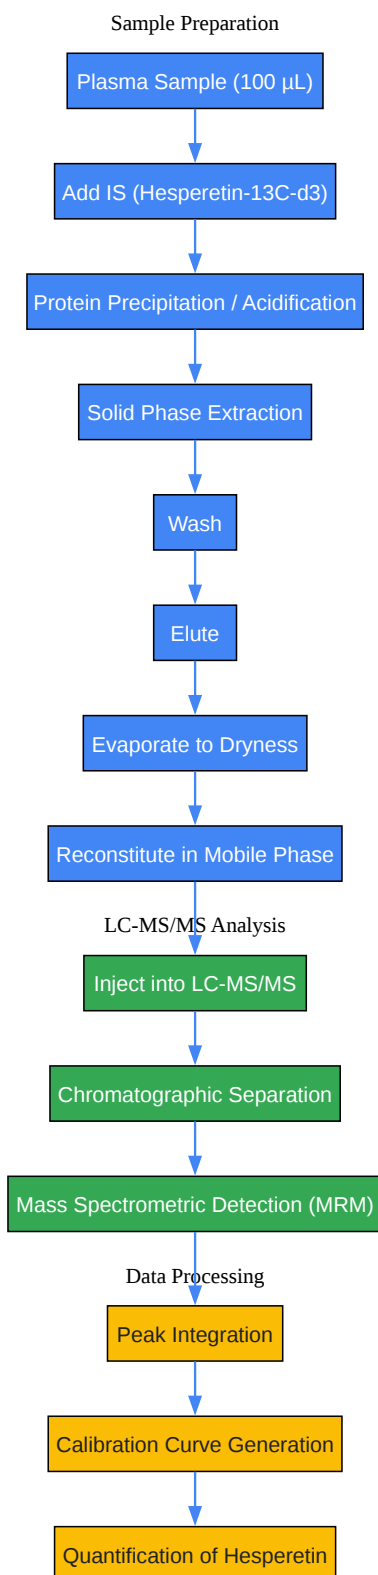 Sample Preparation
Plasma Sample (100 µL)
Add IS (Hesperetin-13C-d3)
Protein Precipitation / Acidification
Solid Phase Extraction
Wash
Elute
Evaporate to Dryness
Reconstitute in Mobile Phase
LC-MS/MS Analysis
Inject into LC-MS/MS
Chromatographic Separation
Mass Spectrometric Detection (MRM)
Data Processing
Peak Integration
Calibration Curve Generation
Quantification of Hesperetin